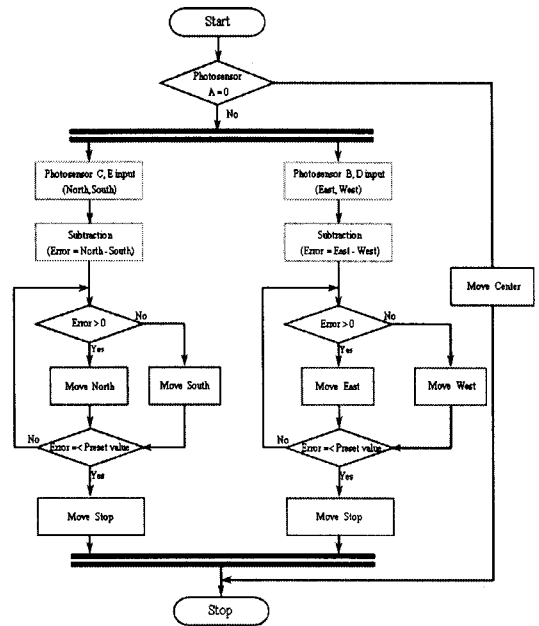 Start
Photosensor
A = 0
No
Photosensor C, E input
(North, South)
Photosensor B, D input
(East, West)
Subtraction
(Error = North - South)
Subtraction
(Error = East - West)
Move Center
Error > 0
No
Yes
Error > 0
No
Yes
Move North
Move South
Move East
Move West
No
Error =< Preset value
Yes
No
Error =< Preset value
Yes
Move Stop
Move Stop
Stop